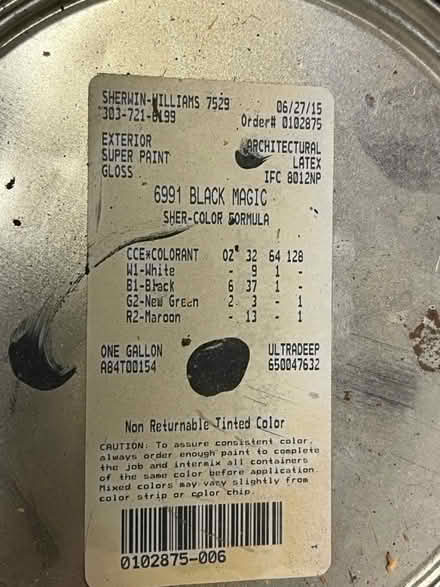 SHERWIN-WILLIAMS 7529 06/27/15
303-721-8199 Order# 0102875
EXTERIOR ARCHITECTURAL
SUPER PAINT LATEX
GLOSS IFC 8012NP
6991 BLACK MAGIC
SHER-COLOR FORMULA
CCE*COLORANT OZ 32 64 128
W1-White - 9 1 -
B1-Black 6 37 1 -
G2-New Green 2 3 - 1
R2-Maroon - 13 - 1
ONE GALLON ULTRADEEP
A84T00154 650047632
Non Returnable Tinted Color
CAUTION: To assure consistent color,
always order enough paint to complete
the job and intermix all containers
of the same color before application.
Mixed colors may vary slightly from
color strip or color chip.
0102875-006